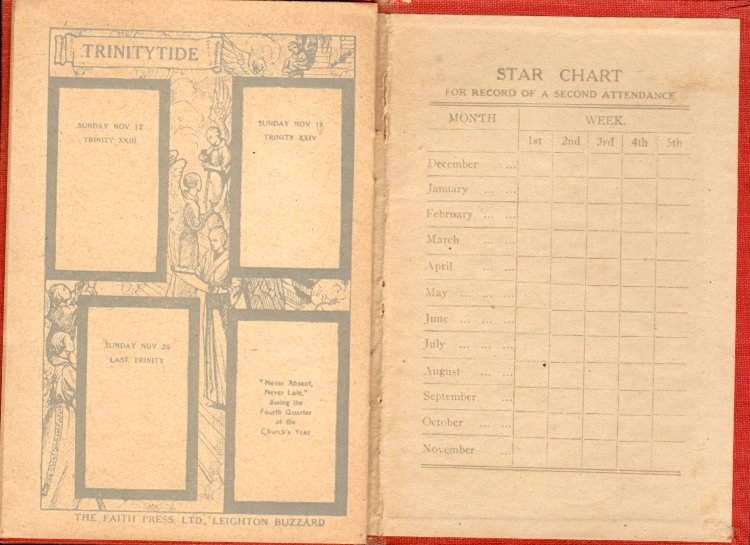 TRINITYTIDE
SUNDAY NOV 12
TRINITY XXIII
SUNDAY NOV 19
TRINITY XXIV
SUNDAY NOV 26
LAST TRINITY
"Never Absent,
Never Late,"
during the
Fourth Quarter
of the
Church's Year
THE FAITH PRESS, LTD., LEIGHTON BUZZARD
STAR CHART
FOR RECORD OF A SECOND ATTENDANCE
MONTH WEEK
1st 2nd 3rd 4th 5th
December ...
January ... ...
February ... ...
March ... ...
April ... ...
May ... ... ...
June ... ... ...
July ... ... ...
August ... ...
September ...
October ... ...
November ...